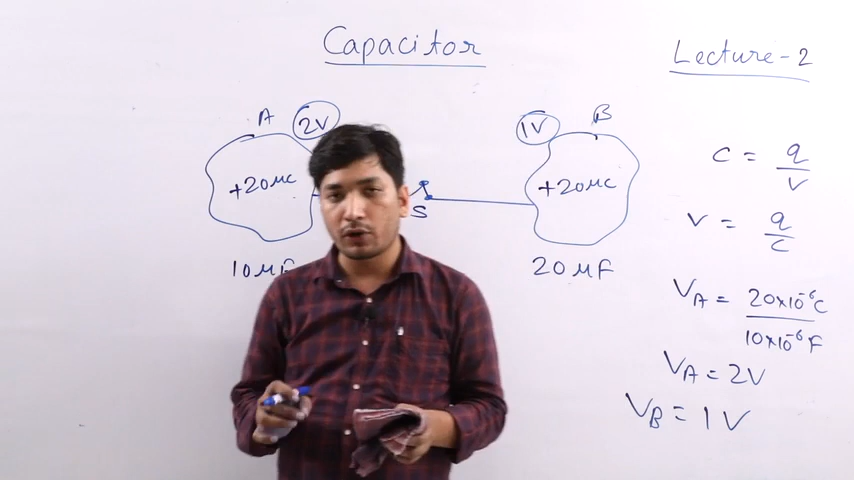 Capacitor
Lecture-2
A 2V
1V B
+20μc
S
+20μc
10μF
20μF
C = q/V
V = q/C
VA = 20×10⁻⁶C/10×10⁻⁶F
VA = 2V
VB = 1V